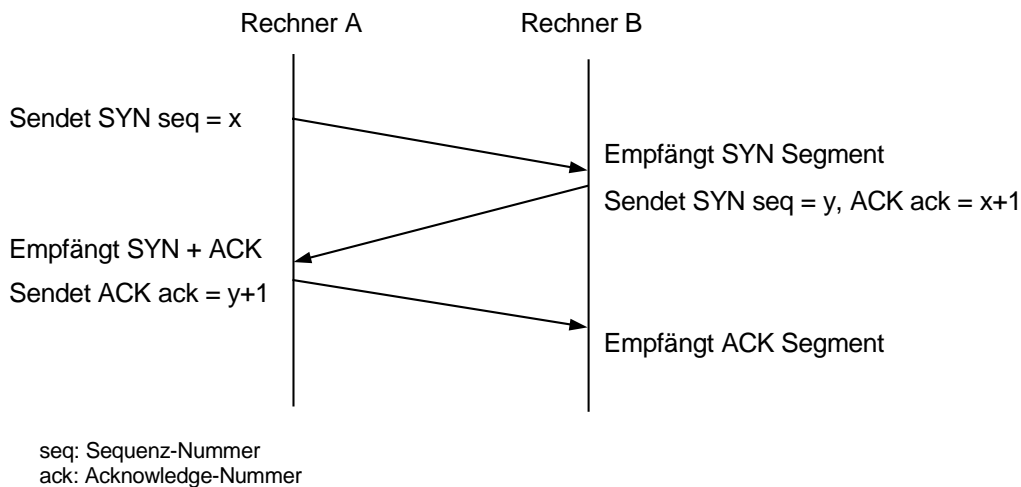 Rechner A
Rechner B
Sendet SYN seq = x
Empfängt SYN Segment
Sendet SYN seq = y, ACK ack = x+1
Empfängt SYN + ACK
Sendet ACK ack = y+1
Empfängt ACK Segment
seq: Sequenz-Nummer
ack: Acknowledge-Nummer